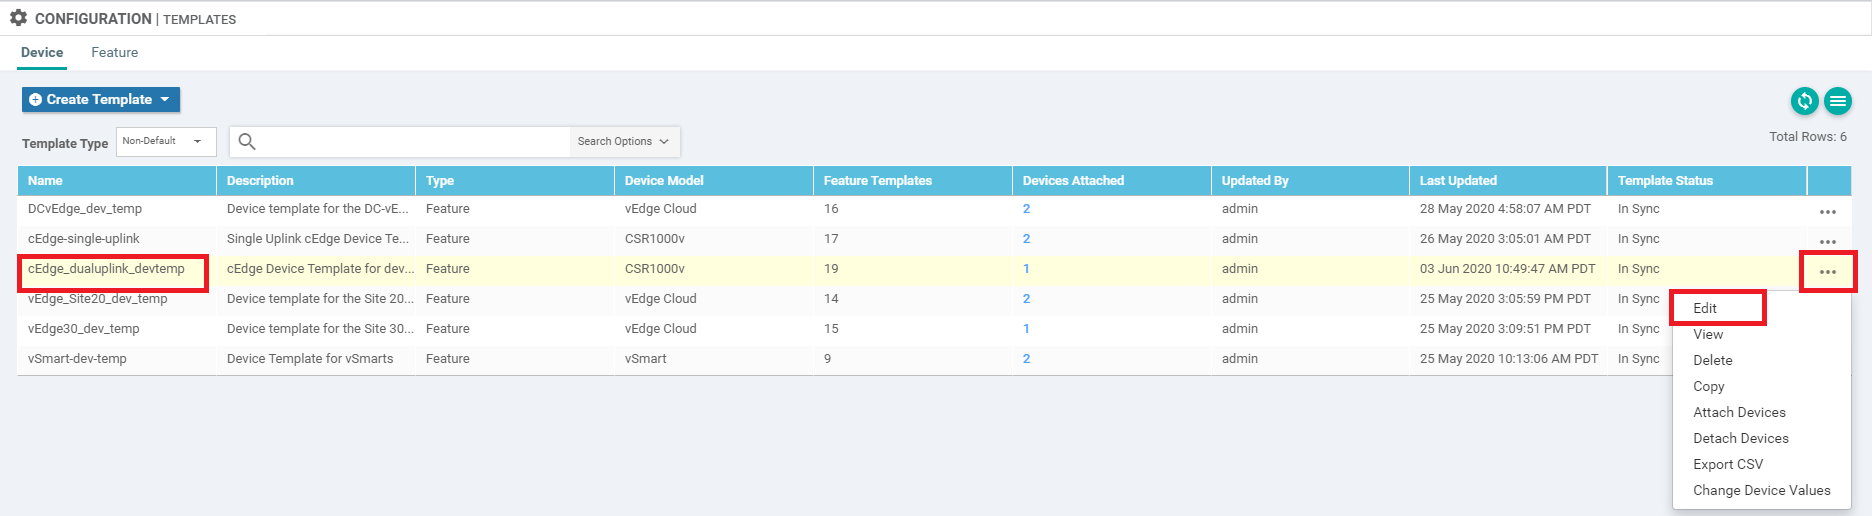 CONFIGURATION | TEMPLATES
Device Feature
Create Template
Template Type Non-Default Search Options Total Rows: 6
Name Description Type Device Model Feature Templates Devices Attached Updated By Last Updated Template Status
DCvEdge_dev_temp Device template for the DC-vE... Feature vEdge Cloud 16 2 admin 28 May 2020 4:58:07 AM PDT In Sync
cEdge-single-uplink Single Uplink cEdge Device Te... Feature CSR1000v 17 2 admin 26 May 2020 3:05:01 AM PDT In Sync
cEdge_dualuplink_devtemp cEdge Device Template for dev... Feature CSR1000v 19 1 admin 03 Jun 2020 10:49:47 AM PDT In Sync
vEdge_Site20_dev_temp Device template for the Site 20... Feature vEdge Cloud 14 2 admin 25 May 2020 3:05:59 PM PDT In Sync
vEdge30_dev_temp Device template for the Site 30... Feature vEdge Cloud 15 1 admin 25 May 2020 3:09:51 PM PDT In Sync
vSmart-dev-temp Device Template for vSmarts Feature vSmart 9 2 admin 25 May 2020 10:13:06 AM PDT In Sync
Edit
View
Delete
Copy
Attach Devices
Detach Devices
Export CSV
Change Device Values